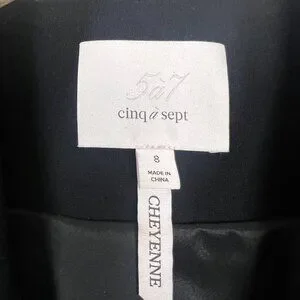 5à7
cinq à sept
8
MADE IN
CHINA
CHEYENNE